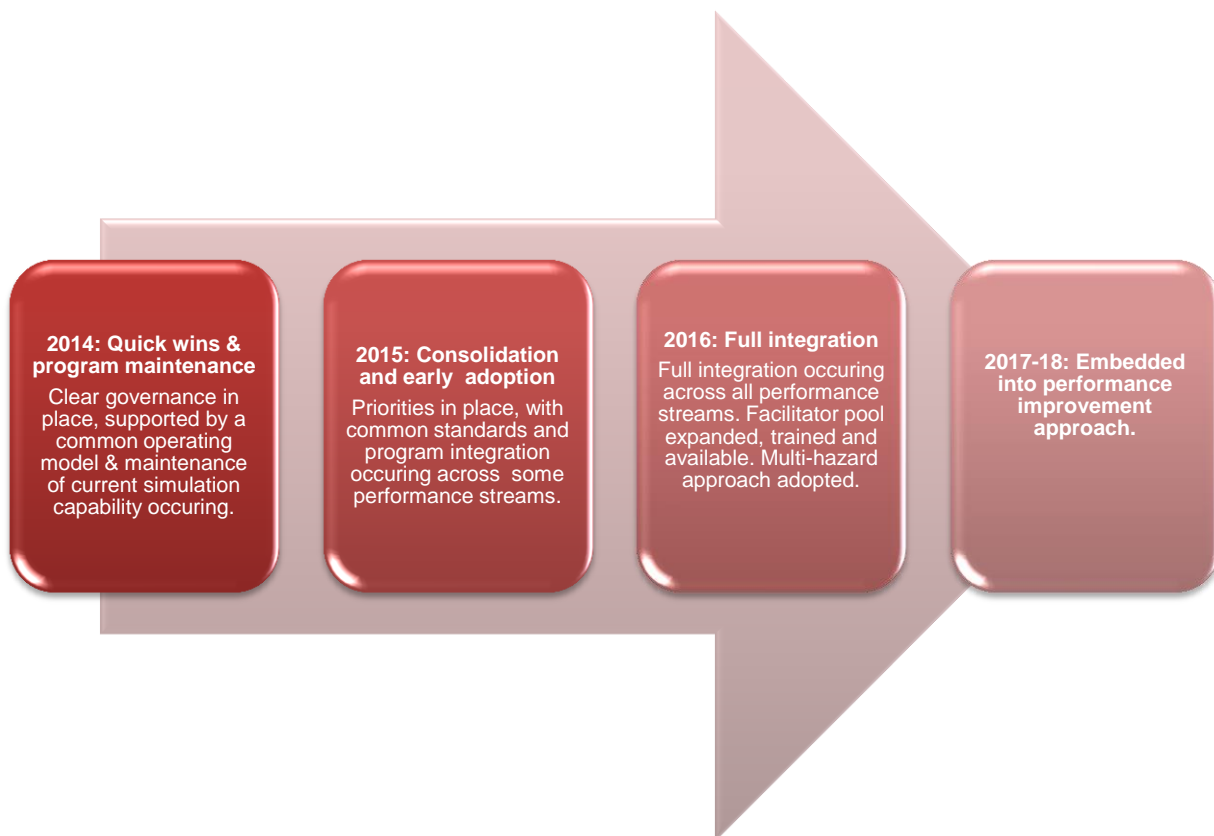 2014: Quick wins &
program maintenance
Clear governance in
place, supported by a
common operating
model & maintenance
of current simulation
capability occuring.
2015: Consolidation
and early  adoption
Priorities in place, with
common standards and
program integration
occuring across  some
performance streams.
2016: Full integration
Full integration occuring
across all performance
streams. Facilitator pool
expanded, trained and
available. Multi-hazard
approach adopted.
2017-18: Embedded
into performance
improvement
approach.